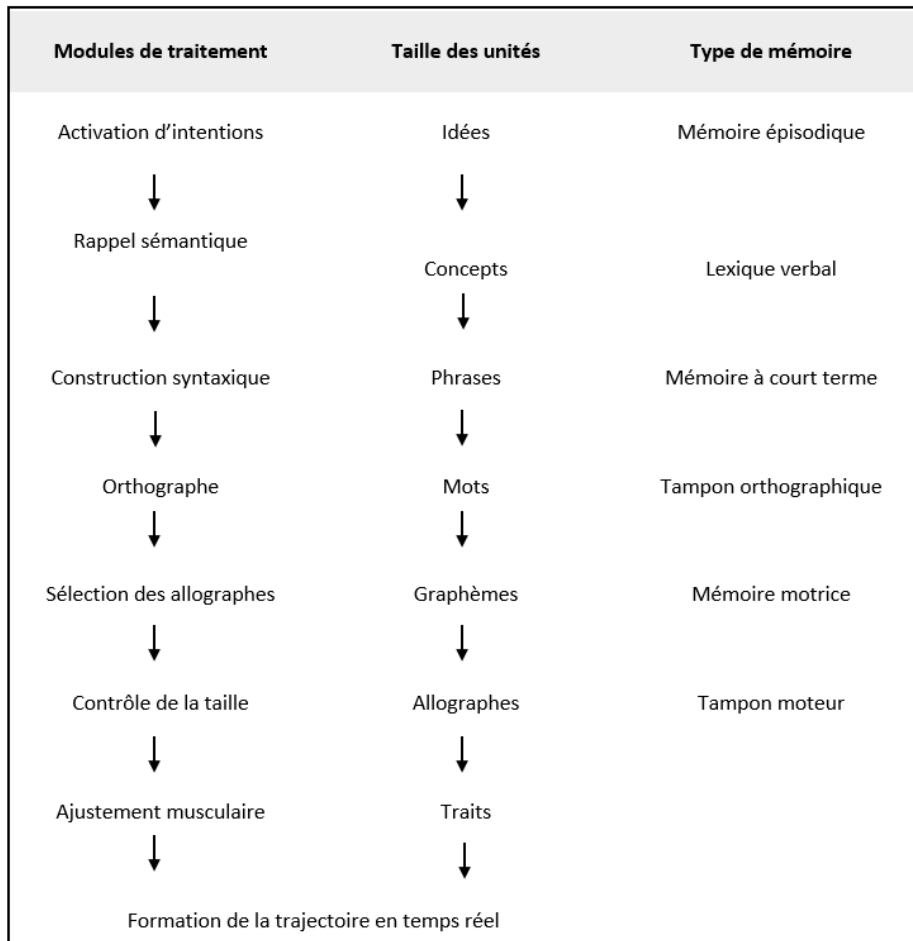 Modules de traitement Taille des unités Type de mémoire
Activation d’intentions Idées Mémoire épisodique
Rappel sémantique
Concepts Lexique verbal
Construction syntaxique Phrases Mémoire à court terme
Orthographe Mots Tampon orthographique
Sélection des allographes Graphèmes Mémoire motrice
Contrôle de la taille Allographes Tampon moteur
Ajustement musculaire Traits
Formation de la trajectoire en temps réel